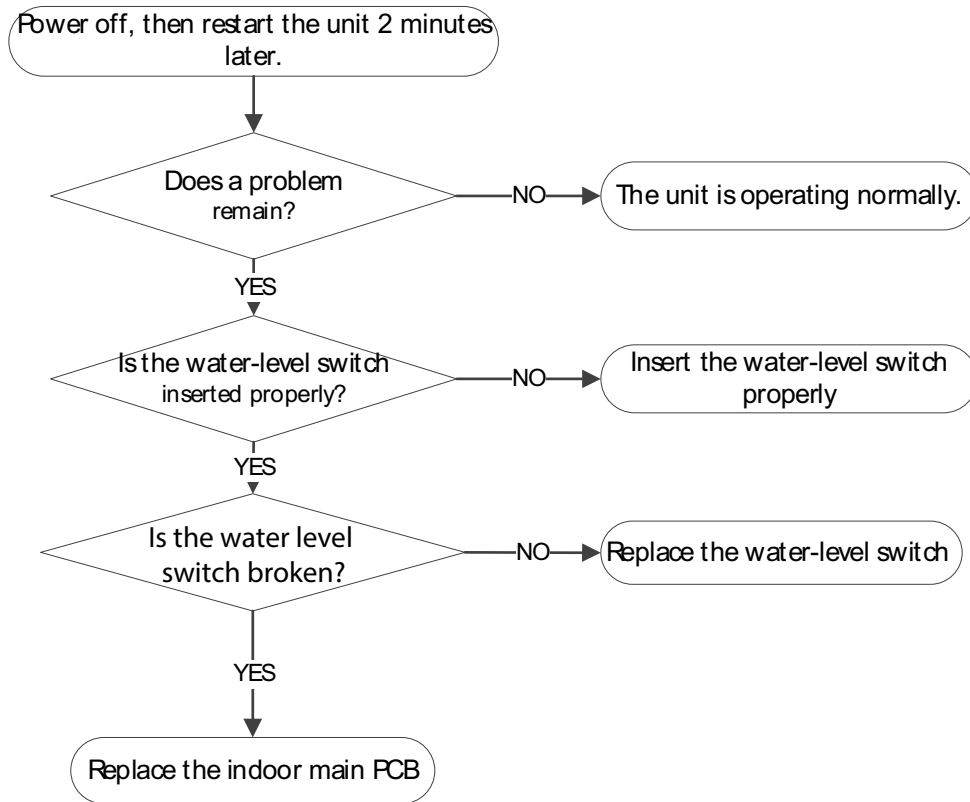 Power off, then restart the unit 2 minutes
later.
Does a problem
remain?
NO
The unit is operating normally.
YES
Is the water-level switch
inserted properly?
NO
Insert the water-level switch
properly
YES
Is the water level
switch broken?
NO
Replace the water-level switch
YES
Replace the indoor main PCB